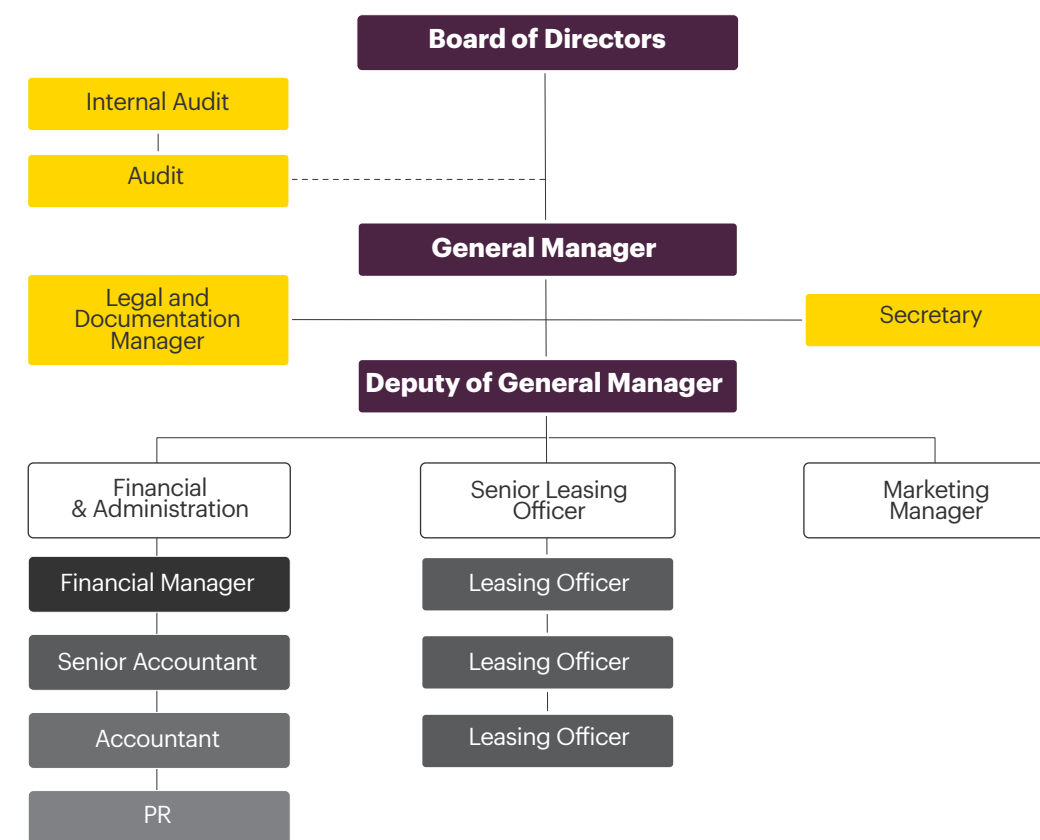 Board of Directors
Internal Audit
Audit
General Manager
Legal and
Documentation
Manager
Secretary
Deputy of General Manager
Financial
& Administration
Senior Leasing
Officer
Marketing
Manager
Financial Manager
Leasing Officer
Senior Accountant
Leasing Officer
Accountant
Leasing Officer
PR